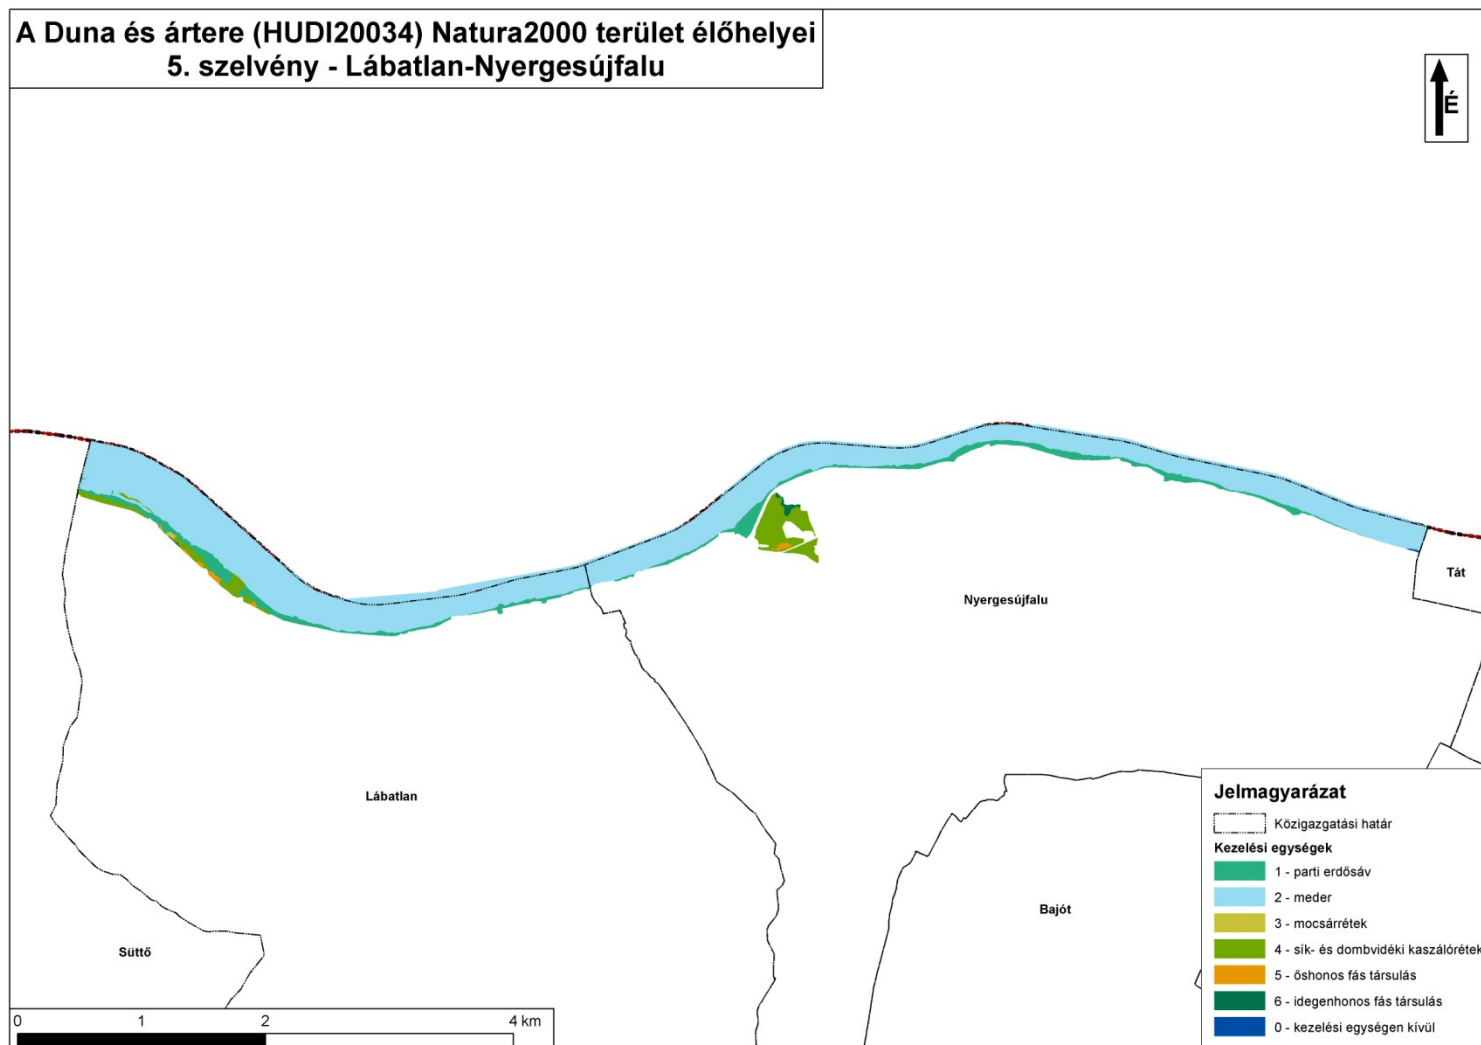 A Duna és ártere (HUDI20034) Natura2000 terület élőhelyei
5. szelvény - Lábatlan-Nyergesújfalu
É
Tát
Nyergesújfalu
Lábatlan
Bajót
Süttő
Jelmagyarázat
Közigazgatási határ
Kezelési egységek
1 - parti erdősáv
2 - meder
3 - mocsárrétek
4 - sík- és dombvidéki kaszálórétek
5 - őshonos fás társulás
6 - idegenhonos fás társulás
0 - kezelési egységen kívül
0 1 2 4 km